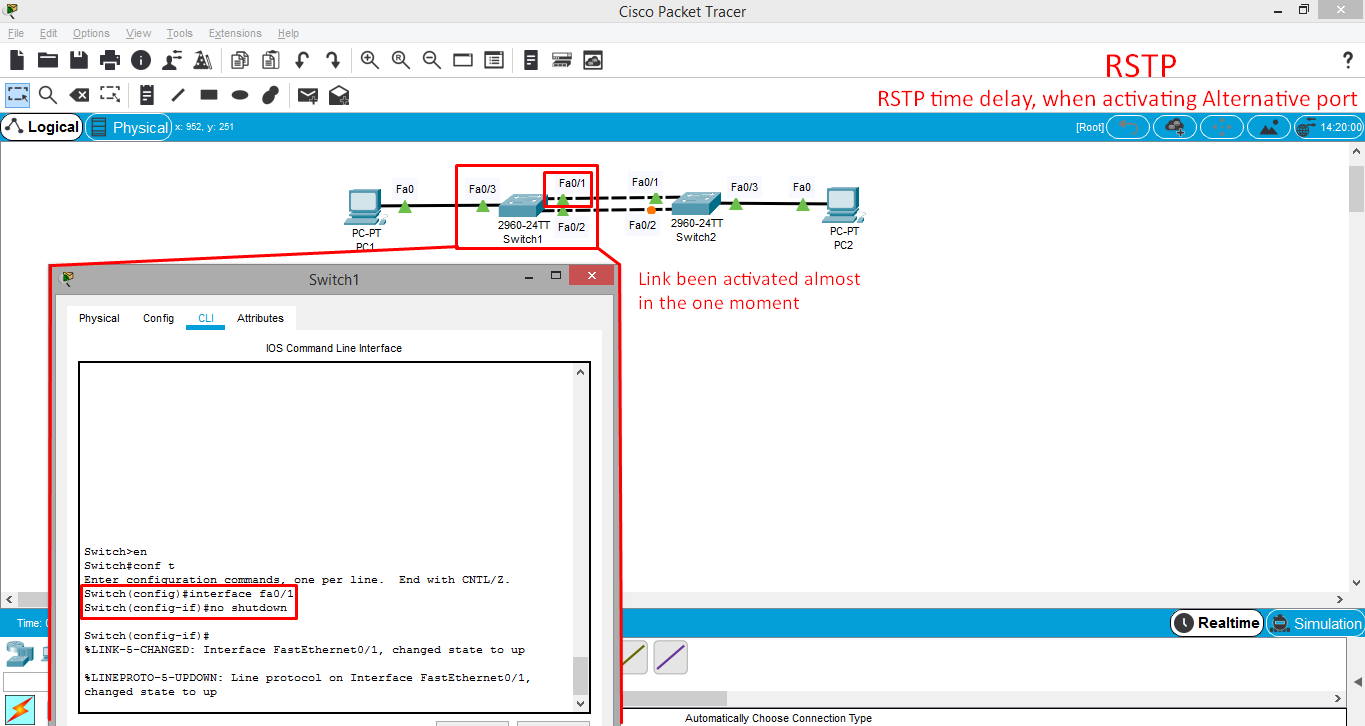 Cisco Packet Tracer
File Edit Options View Tools Extensions Help
RSTP
RSTP time delay, when activating Alternative port
Logical Physical x: 952, y: 251 [Root] 14:20:00
Fa0 Fa0/3 Fa0/1 Fa0/1 Fa0/3 Fa0
PC-PT
PC1
2960-24TT
Switch1
Fa0/2
Fa0/2
2960-24TT
Switch2
PC-PT
PC2
Link been activated almost
in the one moment
Switch1
Physical Config CLI Attributes
IOS Command Line Interface
Switch>en
Switch#conf t
Enter configuration commands, one per line. End with CNTL/Z.
Switch(config)#interface fa0/1
Switch(config-if)#no shutdown
Switch(config-if)#
%LINK-5-CHANGED: Interface FastEthernet0/1, changed state to up
%LINEPROTO-5-UPDOWN: Line protocol on Interface FastEthernet0/1,
changed state to up
Time:
Realtime Simulation
Automatically Choose Connection Type